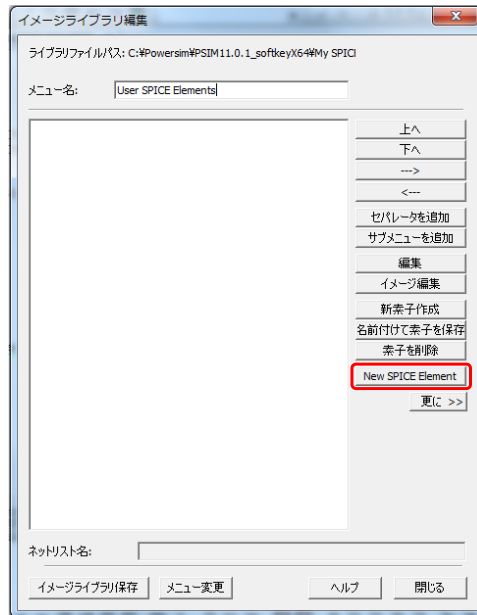 イメージライブラリ編集
ライブラリファイルパス: C:¥Powersim¥PSIM11.0.1_softkeyX64¥My SPICI
メニュー名:
User SPICE Elements
上へ
下へ
--->
<---
セパレータを追加
サブメニューを追加
編集
イメージ編集
新素子作成
名前付けて素子を保存
素子を削除
New SPICE Element
更に >>
ネットリスト名:
イメージライブラリ保存 メニュー変更 ヘルプ 閉じる